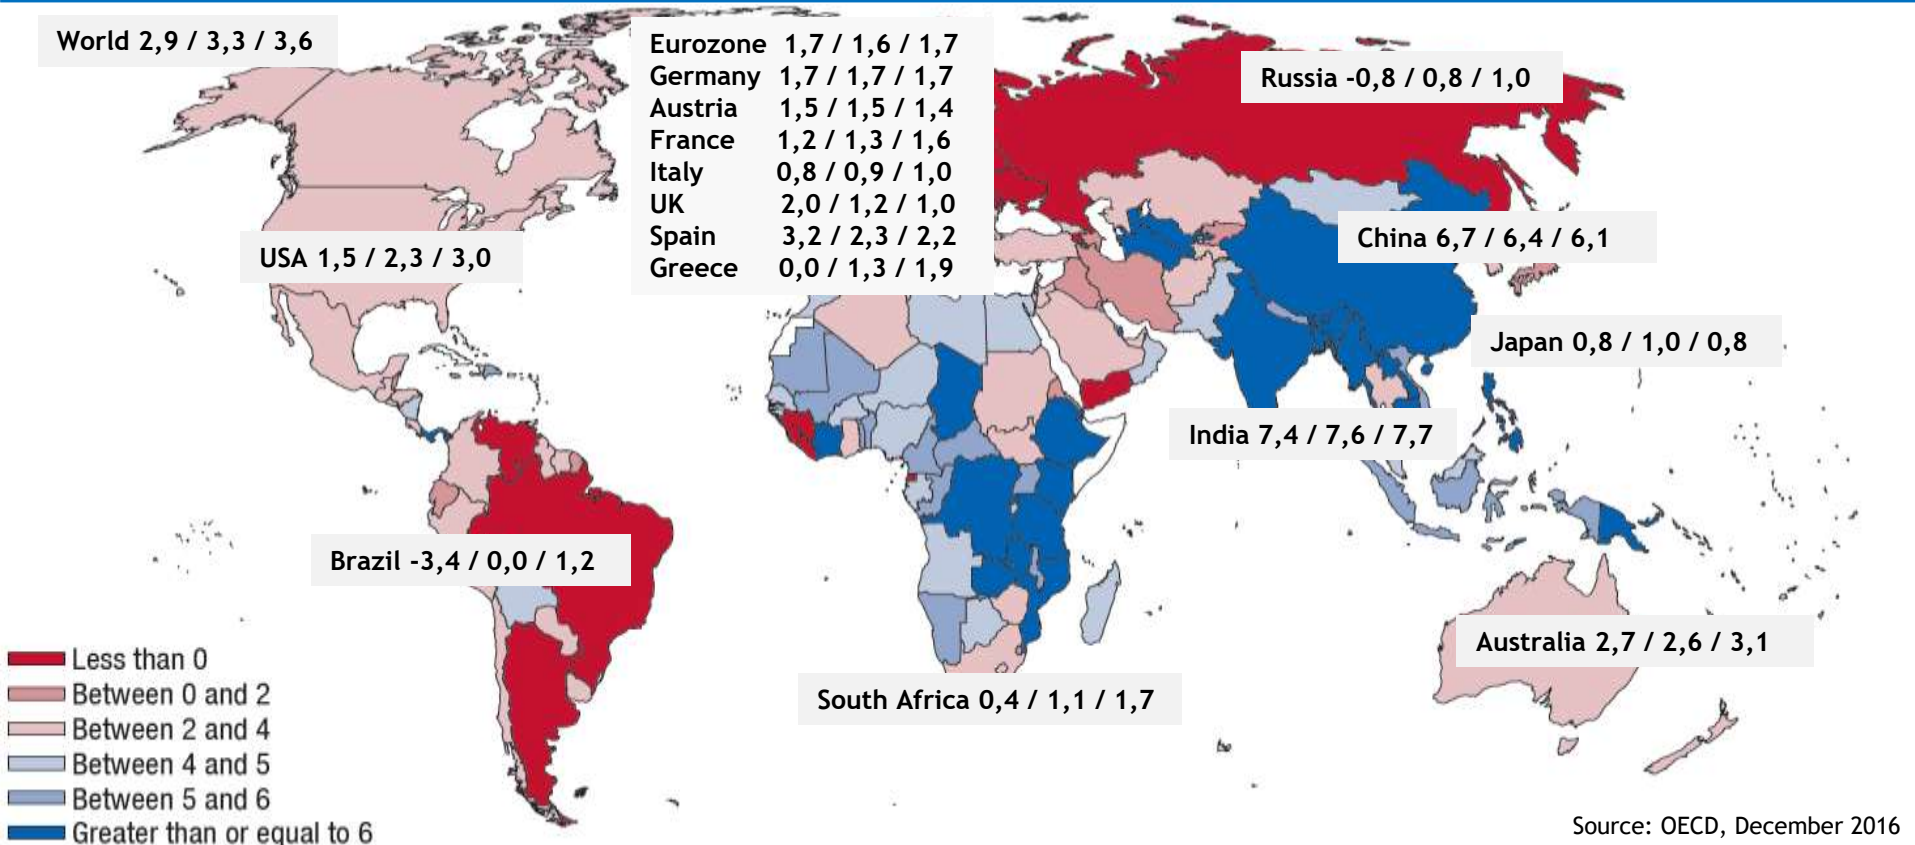 World 2,9 / 3,3 / 3,6
Eurozone 1,7 / 1,6 / 1,7
Germany 1,7 / 1,7 / 1,7
Austria 1,5 / 1,5 / 1,4
France 1,2 / 1,3 / 1,6
Italy 0,8 / 0,9 / 1,0
UK 2,0 / 1,2 / 1,0
Spain 3,2 / 2,3 / 2,2
Greece 0,0 / 1,3 / 1,9
Russia -0,8 / 0,8 / 1,0
USA 1,5 / 2,3 / 3,0
China 6,7 / 6,4 / 6,1
Japan 0,8 / 1,0 / 0,8
India 7,4 / 7,6 / 7,7
Brazil -3,4 / 0,0 / 1,2
Australia 2,7 / 2,6 / 3,1
South Africa 0,4 / 1,1 / 1,7
Less than 0
Between 0 and 2
Between 2 and 4
Between 4 and 5
Between 5 and 6
Greater than or equal to 6
Source: OECD, December 2016